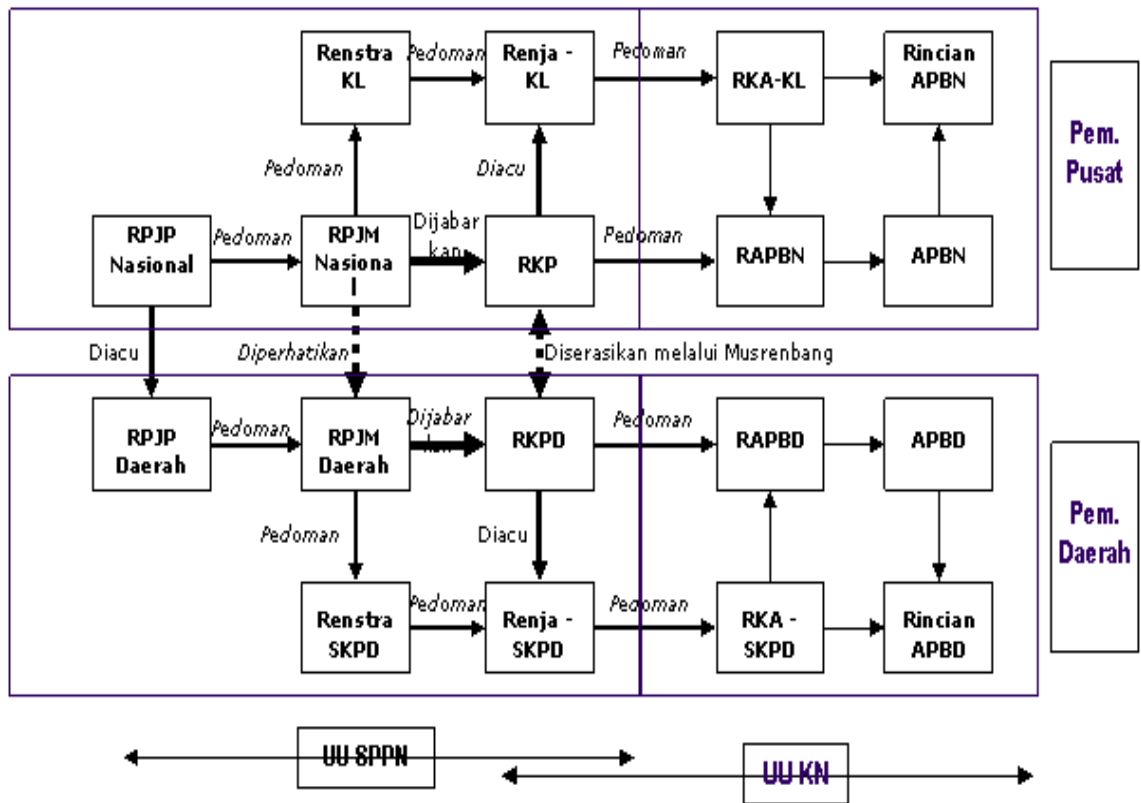 Renstra
KL
Pedoman
Renja -
KL
Pedoman
RKA-KL
Rincian
APBN
Pem.
Pusat
Pedoman
Diacu
RPJP
Nasional
Pedoman
RPJM
Nasiona
Dijabar
kan
RKP
Pedoman
RAPBN
APBN
Diacu
Diperhatikan
Diserasikan melalui Musrenbang
RPJP
Daerah
Pedoman
RPJM
Daerah
Dijabar
kan
RKPD
Pedoman
RAPBD
APBD
Pem.
Daerah
Pedoman
Diacu
Renstra
SKPD
Pedoman
Renja -
SKPD
Pedoman
RKA -
SKPD
Rincian
APBD
UU SPPN
UU KN